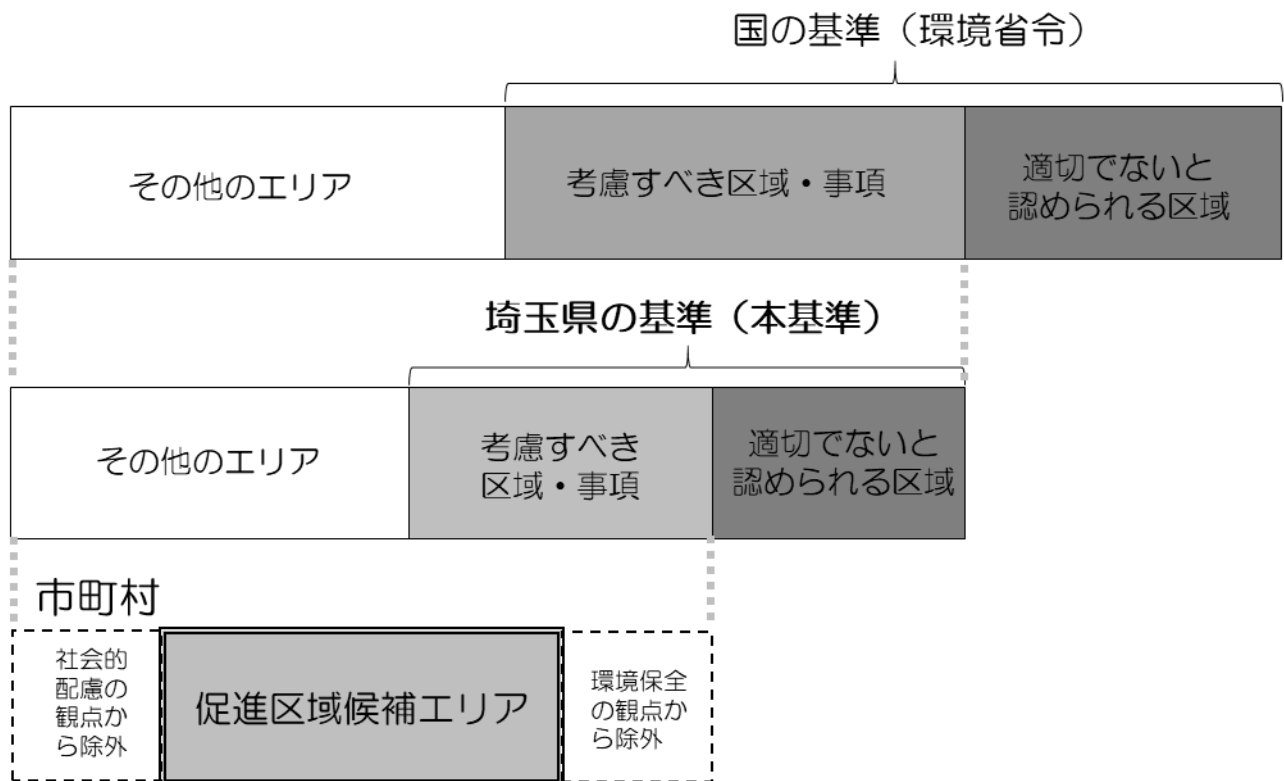 国の基準（環境省令）
その他のエリア
考慮すべき区域・事項
適切でないと
認められる区域
埼玉県の基準（本基準）
その他のエリア
考慮すべき
区域・事項
適切でないと
認められる区域
市町村
社会的
配慮の
観点か
ら除外
促進区域候補エリア
環境保全
の観点か
ら除外